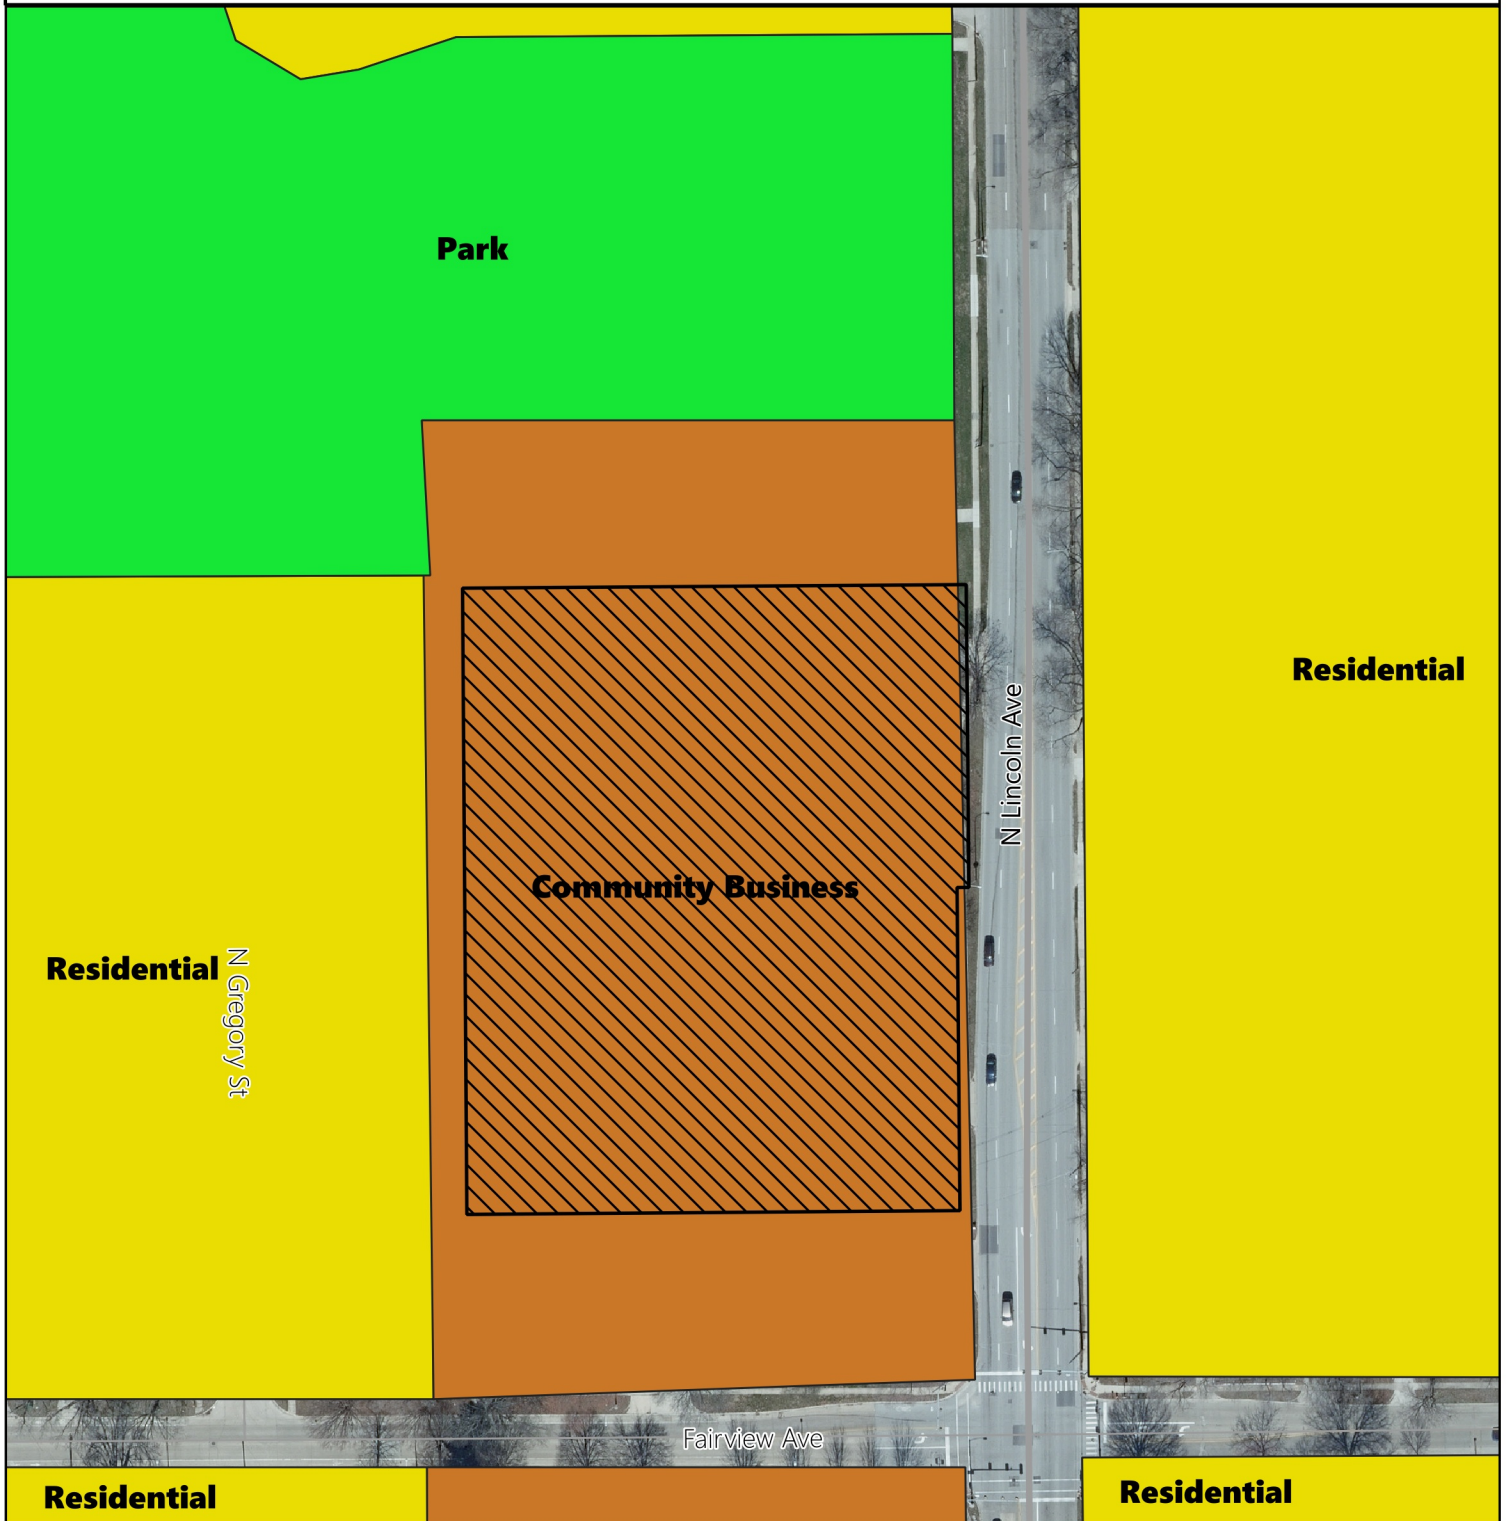 Park
Residential
N Lincoln Ave
Community Business
Residential
N Gregory St
Fairview Ave
Residential
Residential